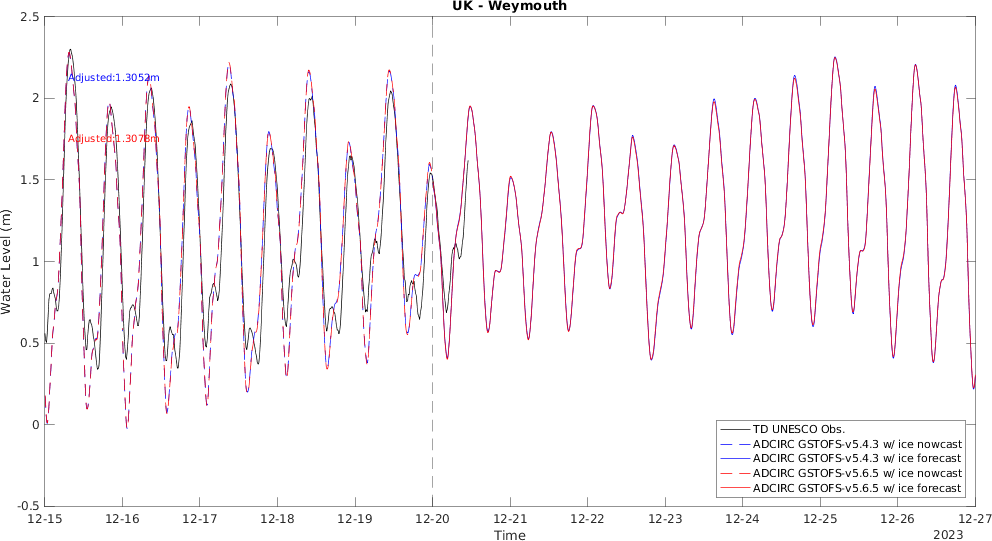 UK - Weymouth
2.5
2
1.5
1
0.5
0
-0.5
Water Level (m)
Adjusted:1.3052m
Adjusted:1.3078m
TD UNESCO Obs.
ADCIRC GSTOFS-v5.4.3 w/ ice nowcast
ADCIRC GSTOFS-v5.4.3 w/ ice forecast
ADCIRC GSTOFS-v5.6.5 w/ ice nowcast
ADCIRC GSTOFS-v5.6.5 w/ ice forecast
12-15 12-16 12-17 12-18 12-19 12-20 12-21 12-22 12-23 12-24 12-25 12-26 12-27
Time
2023